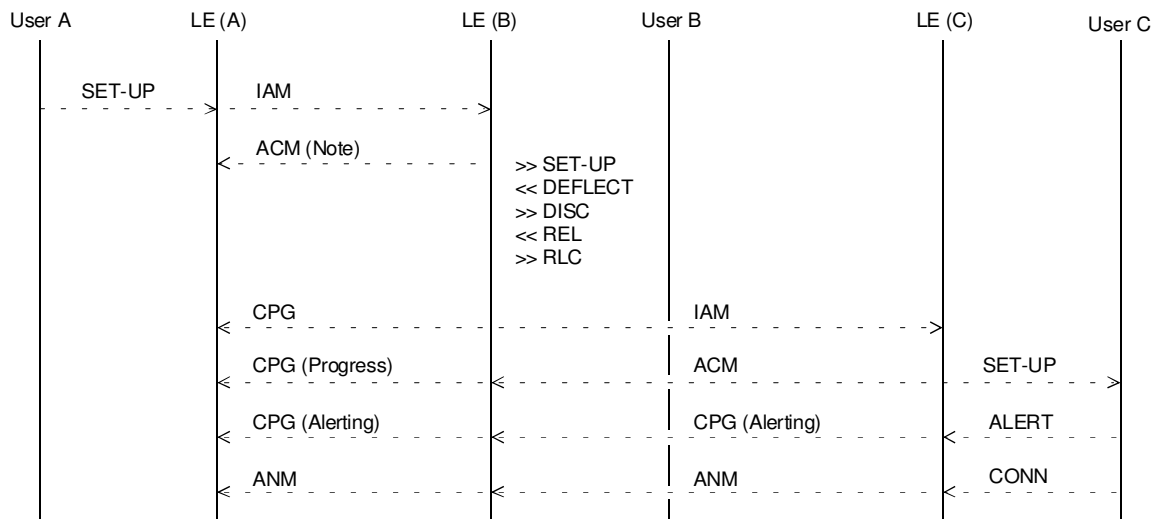 User A LE (A) LE (B) User B LE (C) User C
SET-UP IAM
ACM (Note)
>> SET-UP
<< DEFLECT
>> DISC
<< REL
>> RLC
CPG IAM
CPG (Progress) ACM SET-UP
CPG (Alerting) CPG (Alerting) ALERT
ANM ANM CONN